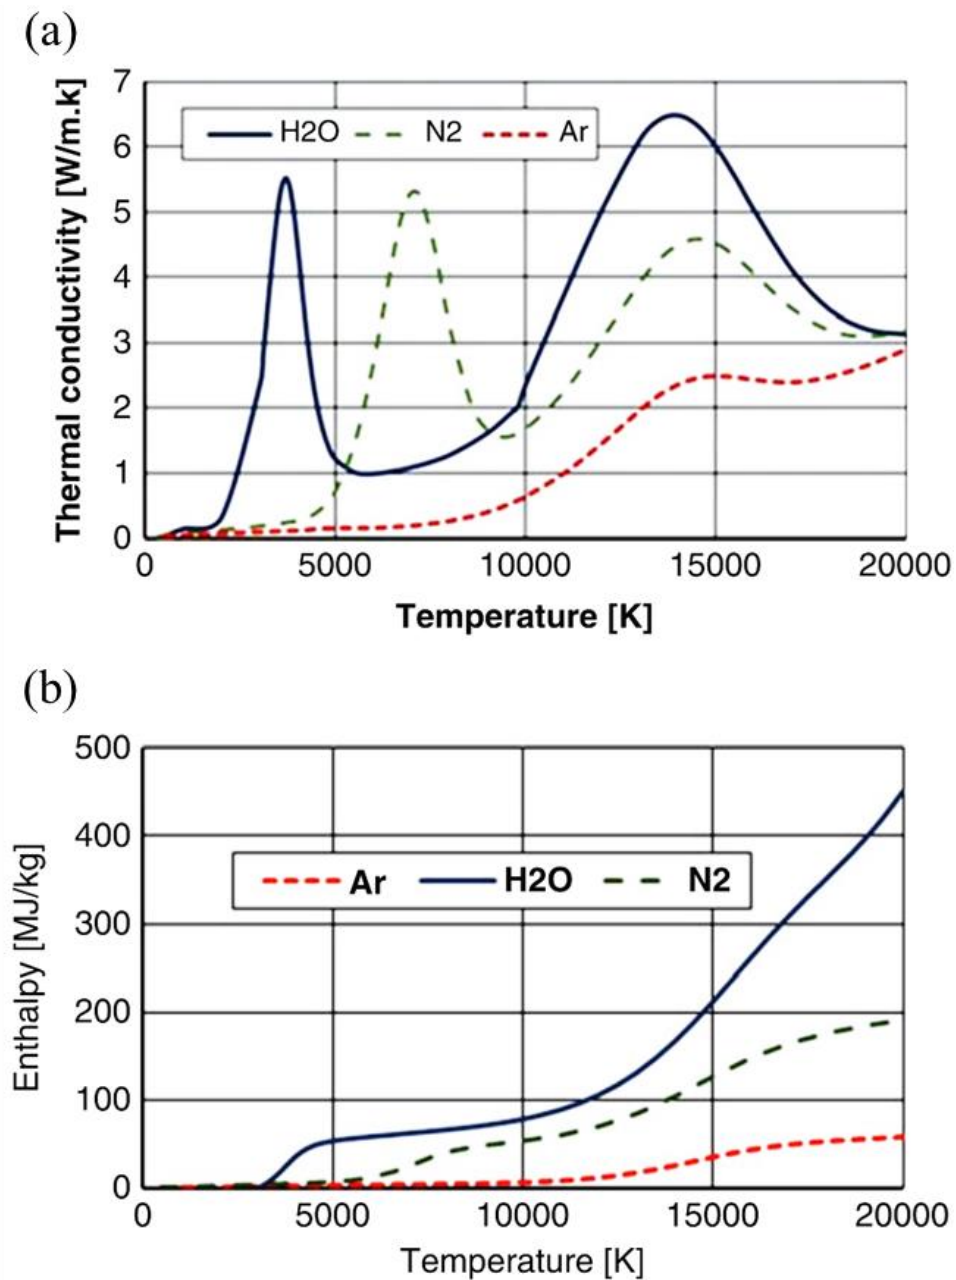 (a)
Thermal conductivity [W/m.k]
7
6
5
4
3
2
1
0
H2O N2 Ar
0 5000 10000 15000 20000
Temperature [K]
(b)
Enthalpy [MJ/kg]
500
400
300
200
100
0
Ar H2O N2
0 5000 10000 15000 20000
Temperature [K]